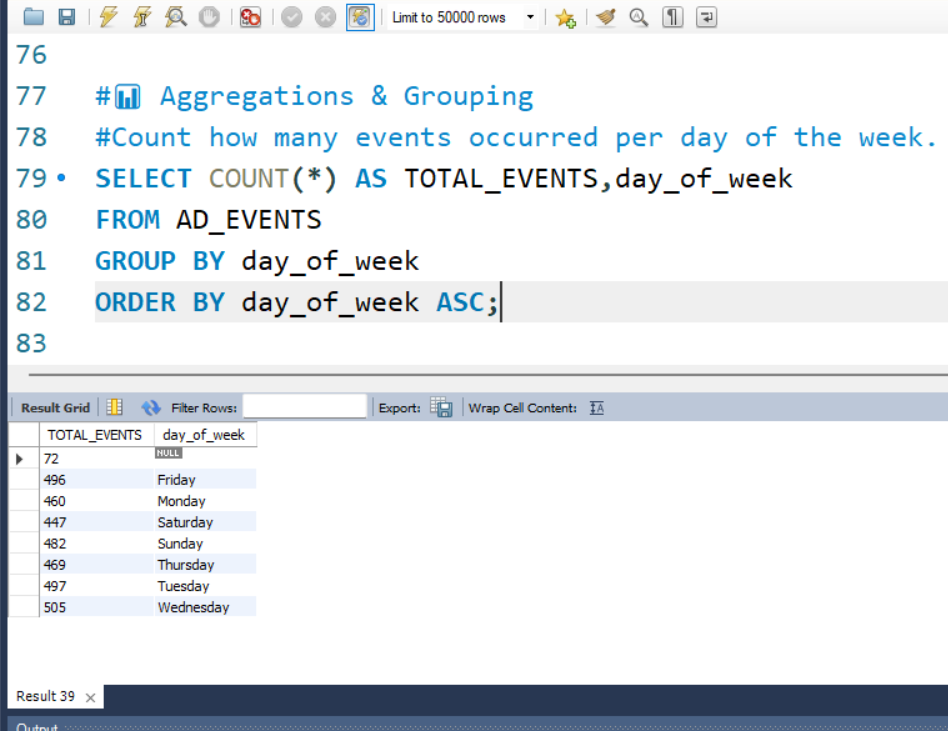 Limit to 50000 rows
76
77 #📊 Aggregations & Grouping
78 #Count how many events occurred per day of the week.
79 SELECT COUNT(*) AS TOTAL_EVENTS,day_of_week
80 FROM AD_EVENTS
81 GROUP BY day_of_week
82 ORDER BY day_of_week ASC;
83
Result Grid Filter Rows: Export: Wrap Cell Content:
TOTAL_EVENTS day_of_week
72 NULL
496 Friday
460 Monday
447 Saturday
482 Sunday
469 Thursday
497 Tuesday
505 Wednesday
Result 39
Output